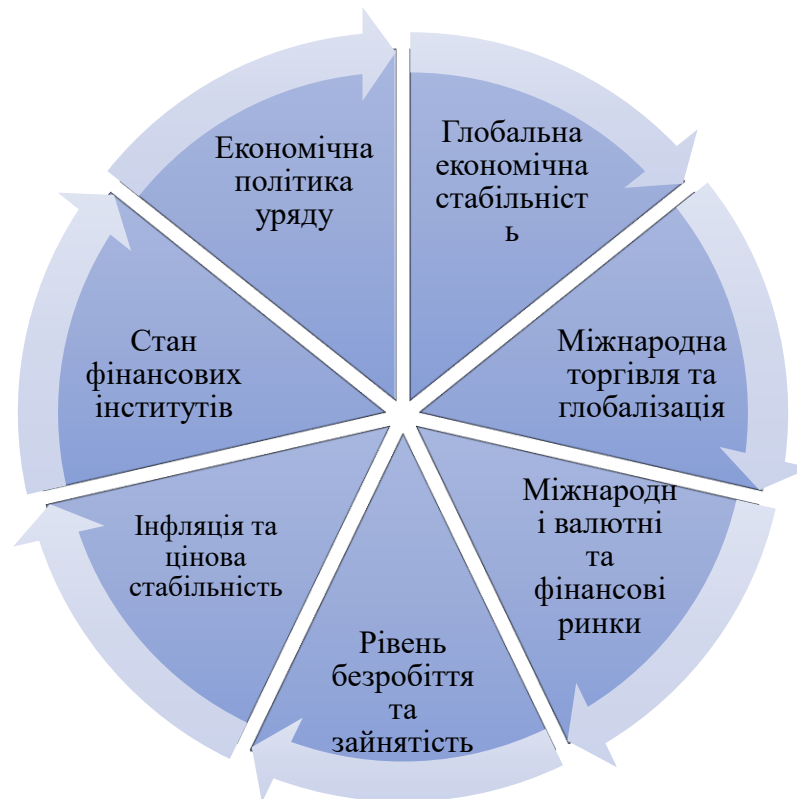 Глобальна
економічна
стабільніст
ь
Міжнародна
торгівля та
глобалізація
Міжнародн
і валютні
та
фінансові
ринки
Рівень
безробіття
та
зайнятість
Інфляція та
цінова
стабільність
Стан
фінансових
інститутів
Економічна
політика
уряду